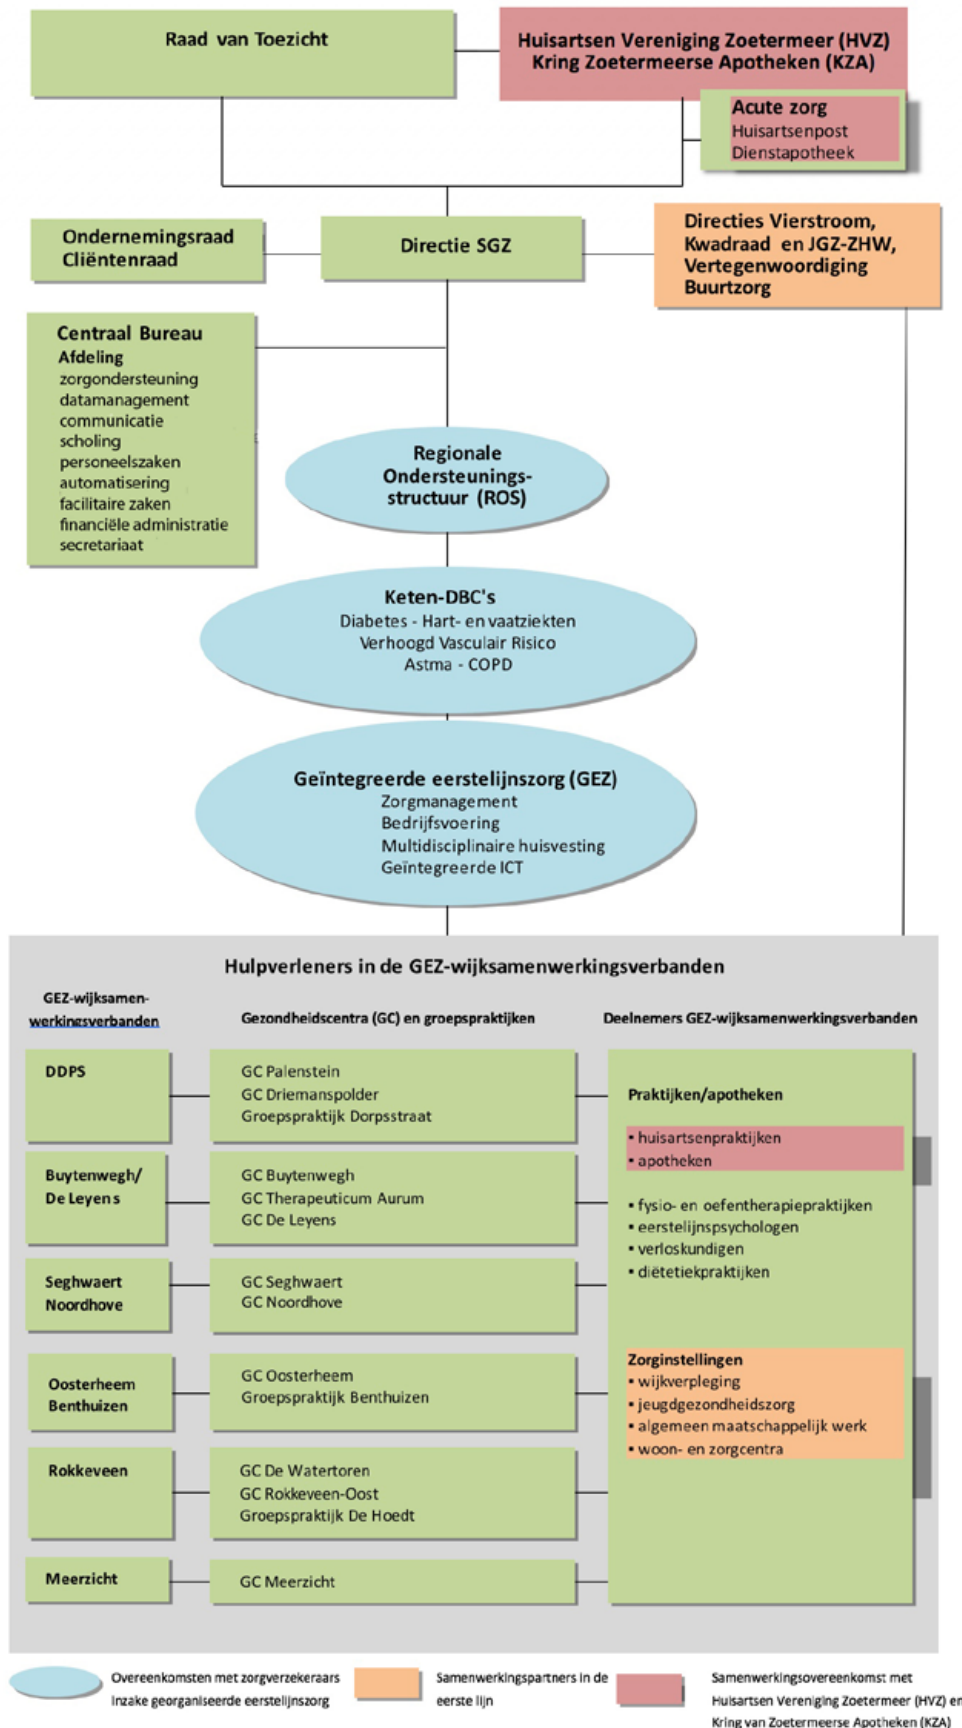 Raad van Toezicht
Huisartsen Vereniging Zoetermeer (HVZ)
Kring Zoetermeerse Apotheken (KZA)
Acute zorg
Huisartsenpost
Dienstapotheek
Ondernemingsraad
Cliëntenraad
Directie SGZ
Directies Vierstroom,
Kwadraad en JGZ-ZHW,
Vertegenwoordiging
Buurtzorg
Centraal Bureau
Afdeling
zorgondersteuning
datamanagement
communicatie
scholing
personeelszaken
automatisering
facilitaire zaken
financiële administratie
secretariaat
Regionale
Ondersteunings-
structuur (ROS)
Keten-DBC's
Diabetes - Hart- en vaatziekten
Verhoogd Vasculair Risico
Astma - COPD
Geïntegreerde eerstelijnszorg (GEZ)
Zorgmanagement
Bedrijfsvoering
Multidisciplinaire huisvesting
Geïntegreerde ICT
Hulpverleners in de GEZ-wijksamenwerkingsverbanden
GEZ-wijksamen-
werkingsverbanden
Gezondheidscentra (GC) en groepspraktijken
Deelnemers GEZ-wijksamenwerkingsverbanden
DDPS
GC Palenstein
GC Driemanspolder
Groepspraktijk Dorpsstraat
Buytenwegh/
De Leyens
GC Buytenwegh
GC Therapeuticum Aurum
GC De Leyens
Seghwaert
Noordhove
GC Seghwaert
GC Noordhove
Oosterheem
Benthuizen
GC Oosterheem
Groepspraktijk Benthuizen
Rokkeveen
GC De Watertoren
GC Rokkeveen-Oost
Groepspraktijk De Hoedt
Meerzicht
GC Meerzicht
Praktijken/apotheken
▪ huisartsenpraktijken
▪ apotheken
▪ fysio- en oefentherapiepraktijken
▪ eerstelijnspsychologen
▪ verloskundigen
▪ diëtetiekpraktijken
Zorginstellingen
▪ wijkverpleging
▪ jeugdgezondheidszorg
▪ algemeen maatschappelijk werk
▪ woon- en zorgcentra
Overeenkomsten met zorgverzekeraars
inzake georganiseerde eerstelijnszorg
Samenwerkingspartners in de
eerste lijn
Samenwerkingsovereenkomst met
Huisartsen Vereniging Zoetermeer (HVZ) en
Kring van Zoetermeerse Apotheken (KZA)